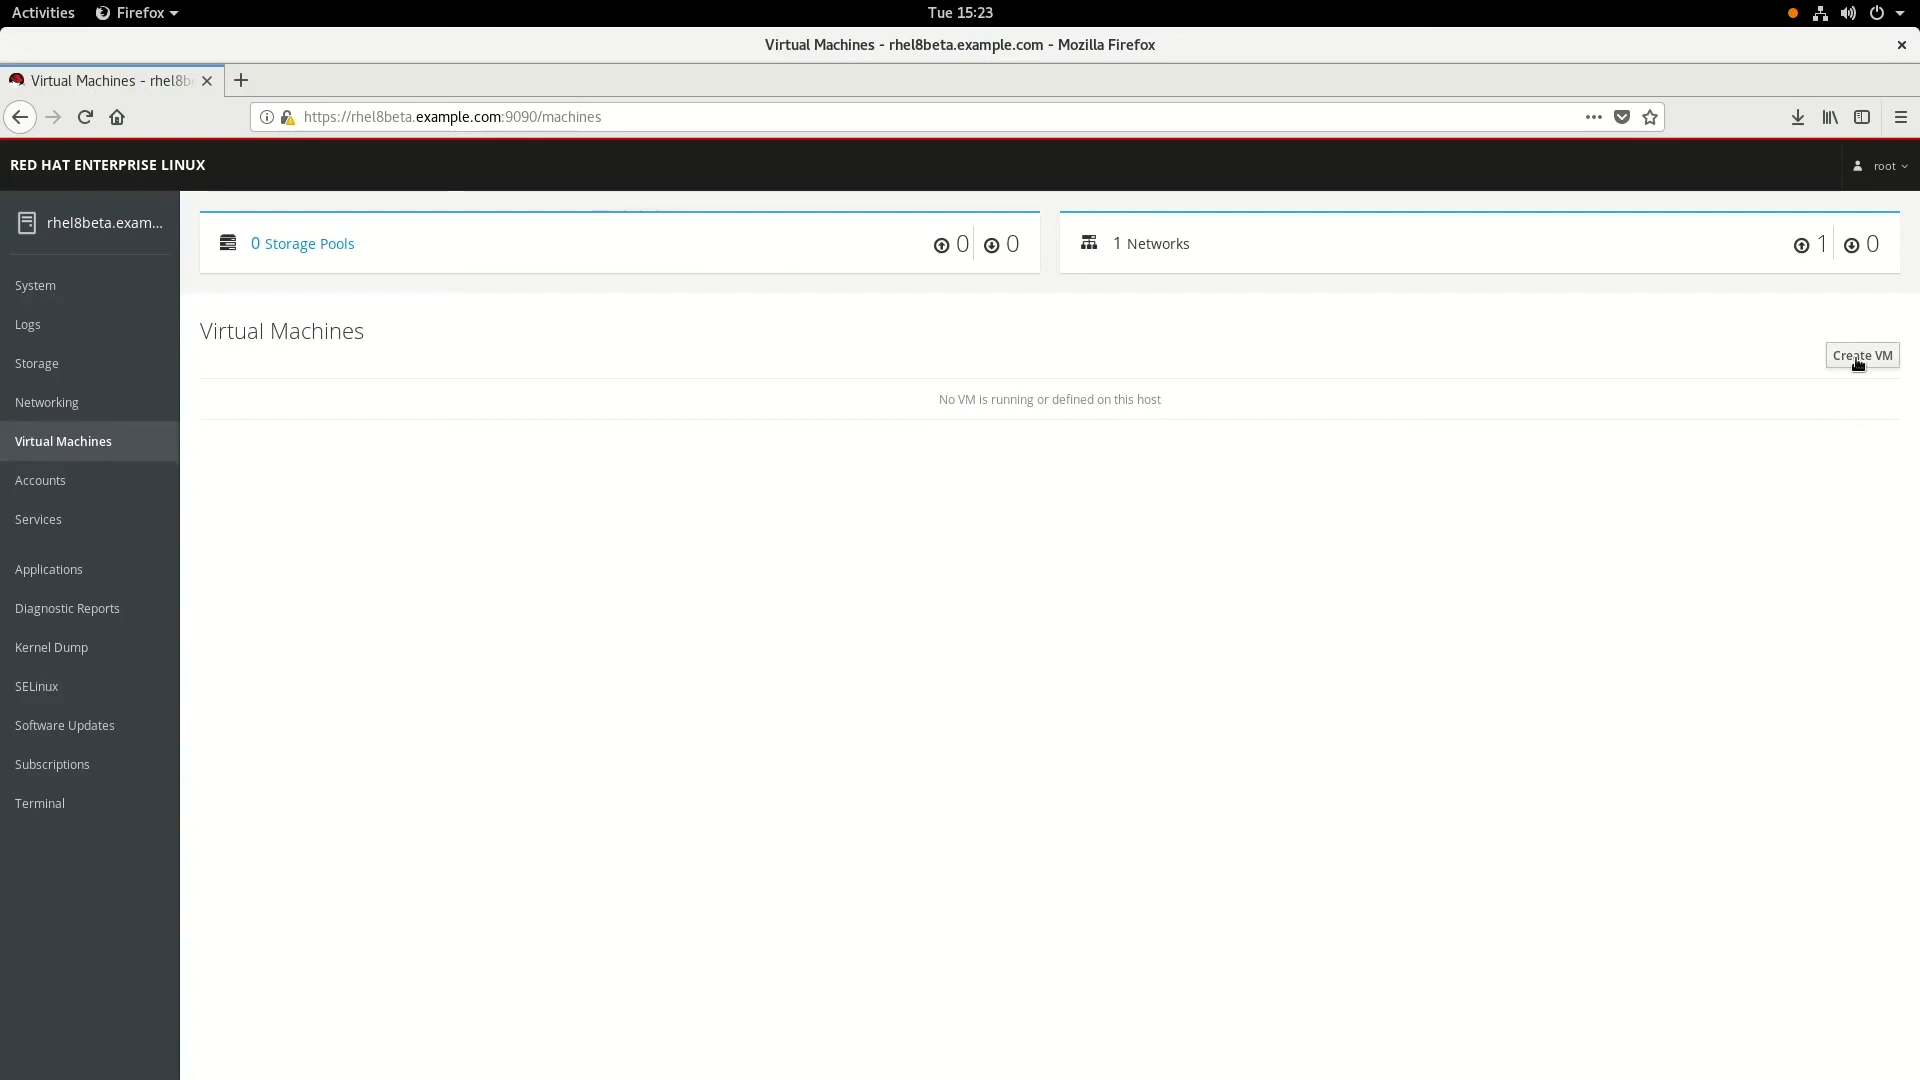 Activities Firefox Tue 15:23
Virtual Machines - rhel8beta.example.com - Mozilla Firefox
Virtual Machines - rhel8b
https://rhel8beta.example.com:9090/machines
RED HAT ENTERPRISE LINUX root
rhel8beta.exam...
0 Storage Pools 0 0
1 Networks 1 0
System
Logs
Storage
Networking
Virtual Machines
Accounts
Services
Applications
Diagnostic Reports
Kernel Dump
SELinux
Software Updates
Subscriptions
Terminal
Virtual Machines
Create VM
No VM is running or defined on this host